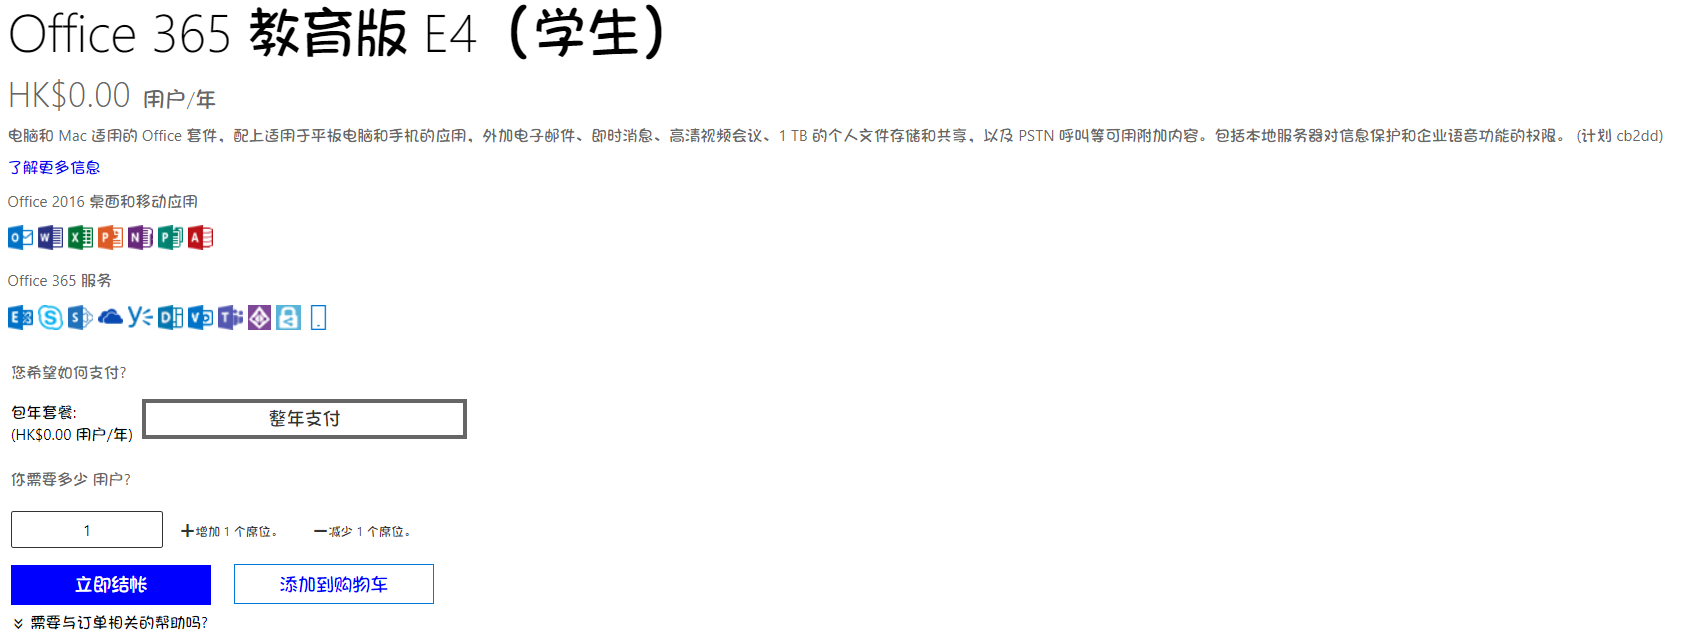 Office 365 教育版 E4（学生）
HK$0.00 用户/年
电脑和 Mac 适用的 Office 套件，配上适用于平板电脑和手机的应用，外加电子邮件、即时消息、高清视频会议、1 TB 的个人文件存储和共享，以及 PSTN 呼叫等可用附加内容。包括本地服务器对信息保护和企业语音功能的权限。 (计划 cb2dd)
了解更多信息
Office 2016 桌面和移动应用
O W X P N P A
Office 365 服务
E S S Y D V T
您希望如何支付?
包年套餐:
(HK$0.00 用户/年)
整年支付
你需要多少 用户?
1
增加 1 个席位。
减少 1 个席位。
立即结帐
添加到购物车
需要与订单相关的帮助吗?